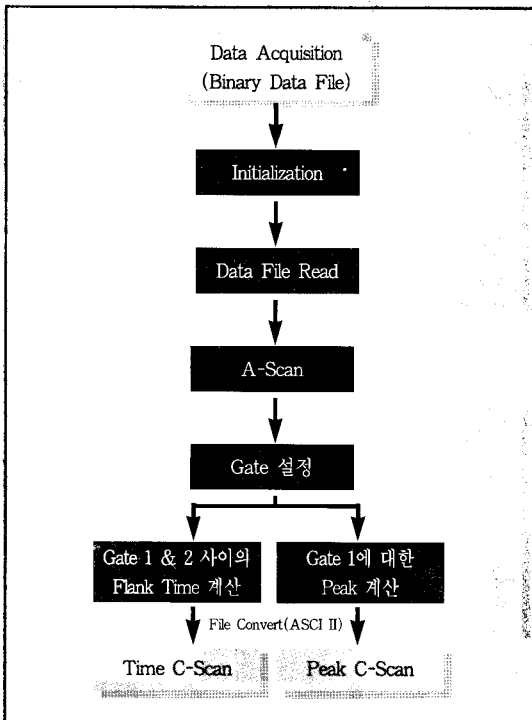 Data Acquisition
(Binary Data File)
Initialization
Data File Read
A-Scan
Gate 설정
Gate 1 & 2 사이의
Flank Time 계산
Gate 1에 대한
Peak 계산
File Convert(ASCI II)
Time C-Scan
Peak C-Scan